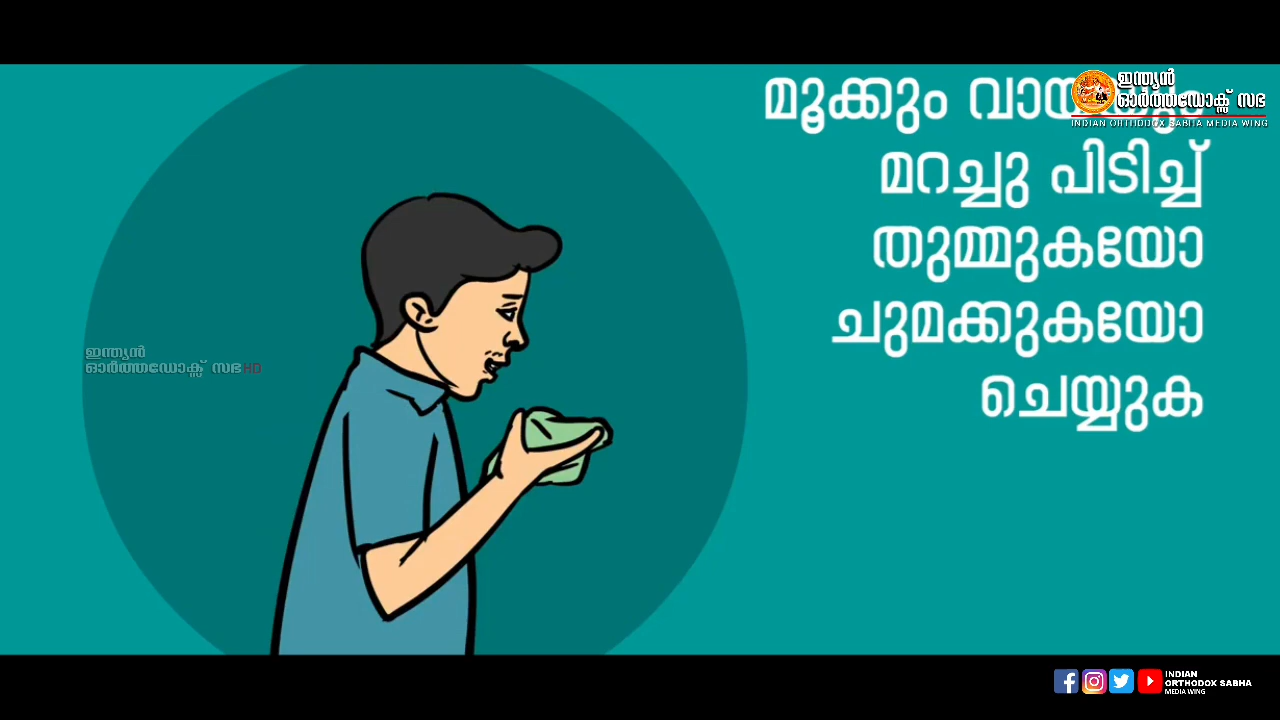 മൂക്കും
മറച്ചു പിടിച്ച്
തുമ്മുകയോ
ചുമക്കുകയോ
ചെയ്യുക
ഇന്ത്യൻ
ഓർത്തഡോക്സ് സഭ
INDIAN ORTHODOX SABHA MEDIA WING
ഇന്ത്യൻ
ഓർത്തഡോക്സ് സഭ HD
INDIAN
ORTHODOX SABHA
MEDIA WING